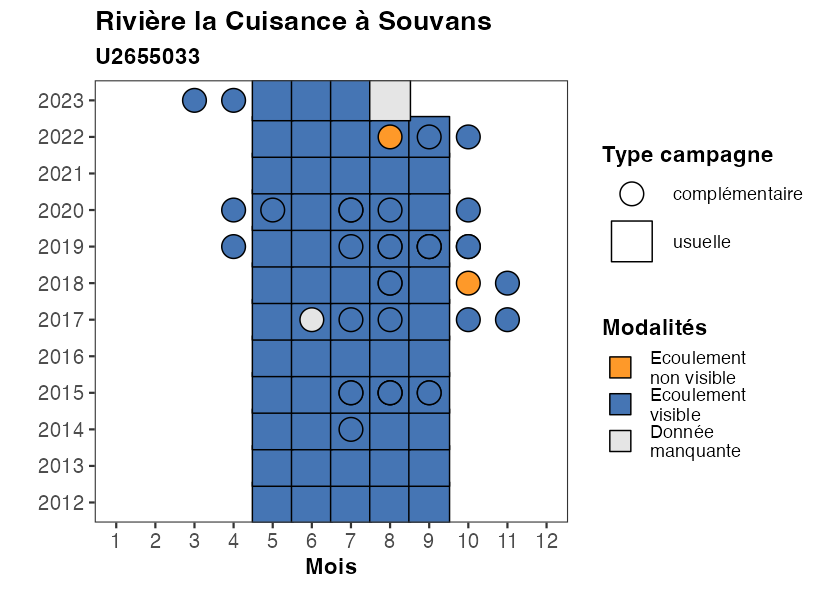 Rivière la Cuisance à Souvans
U2655033
2023
2022
2021
2020
2019
2018
2017
2016
2015
2014
2013
2012
1 2 3 4 5 6 7 8 9 10 11 12
Mois
Type campagne
complémentaire
usuelle
Modalités
Ecoulement
non visible
Ecoulement
visible
Donnée
manquante